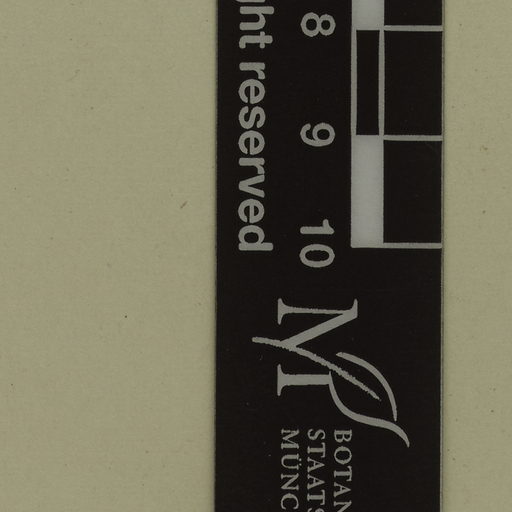 8
9
10
ght reserved
M
BOTAN
STAATS
MÜNC